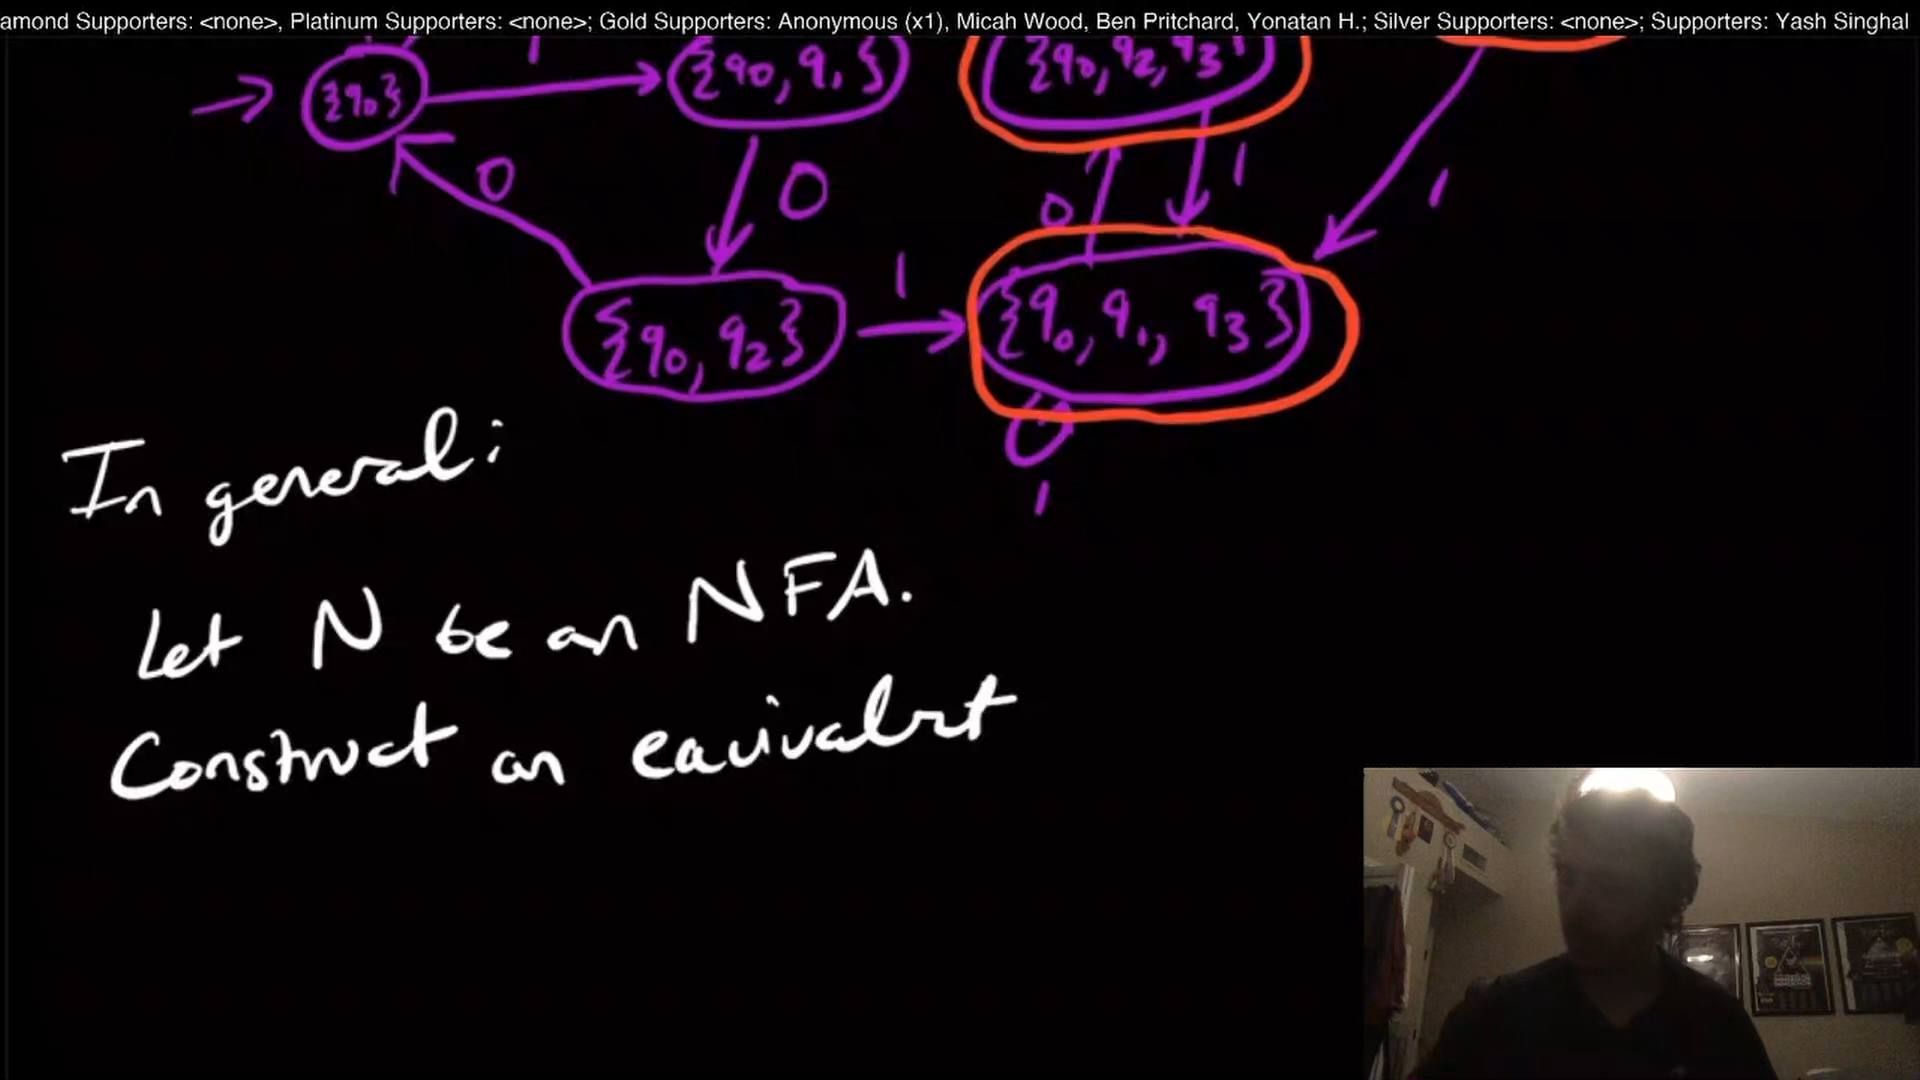 amond Supporters: <none>, Platinum Supporters: <none>; Gold Supporters: Anonymous (x1), Micah Wood, Ben Pritchard, Yonatan H.; Silver Supporters: <none>; Supporters: Yash Singhal
{q0} 1 {q0, q1} {q0, q2, q3}
0 0 0 1 1
{q0, q2} 1 {q0, q1, q3}
1
In general:
Let N be an NFA.
Construct an equivalent